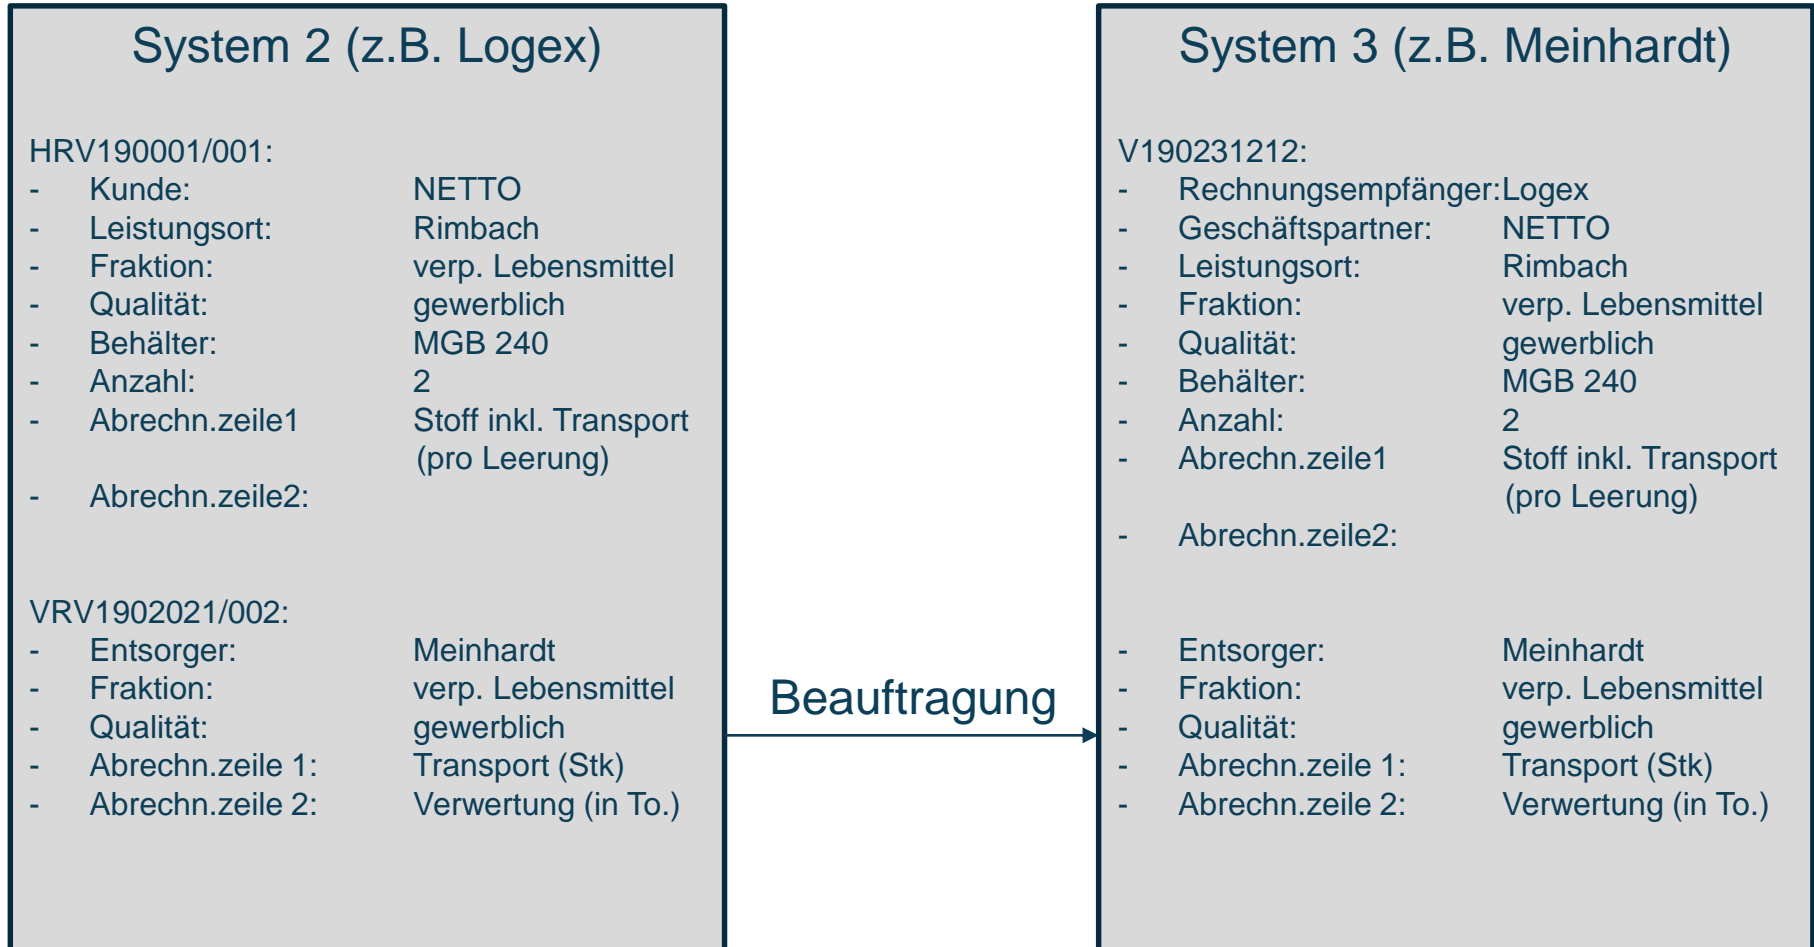 System 2 (z.B. Logex)
HRV190001/001:
- Kunde: NETTO
- Leistungsort: Rimbach
- Fraktion: verp. Lebensmittel
- Qualität: gewerblich
- Behälter: MGB 240
- Anzahl: 2
- Abrechn.zeile1 Stoff inkl. Transport
(pro Leerung)
- Abrechn.zeile2:
VRV1902021/002:
- Entsorger: Meinhardt
- Fraktion: verp. Lebensmittel
- Qualität: gewerblich
- Abrechn.zeile 1: Transport (Stk)
- Abrechn.zeile 2: Verwertung (in To.)
Beauftragung
System 3 (z.B. Meinhardt)
V190231212:
- Rechnungsempfänger:Logex
- Geschäftspartner: NETTO
- Leistungsort: Rimbach
- Fraktion: verp. Lebensmittel
- Qualität: gewerblich
- Behälter: MGB 240
- Anzahl: 2
- Abrechn.zeile1 Stoff inkl. Transport
(pro Leerung)
- Abrechn.zeile2:
- Entsorger: Meinhardt
- Fraktion: verp. Lebensmittel
- Qualität: gewerblich
- Abrechn.zeile 1: Transport (Stk)
- Abrechn.zeile 2: Verwertung (in To.)